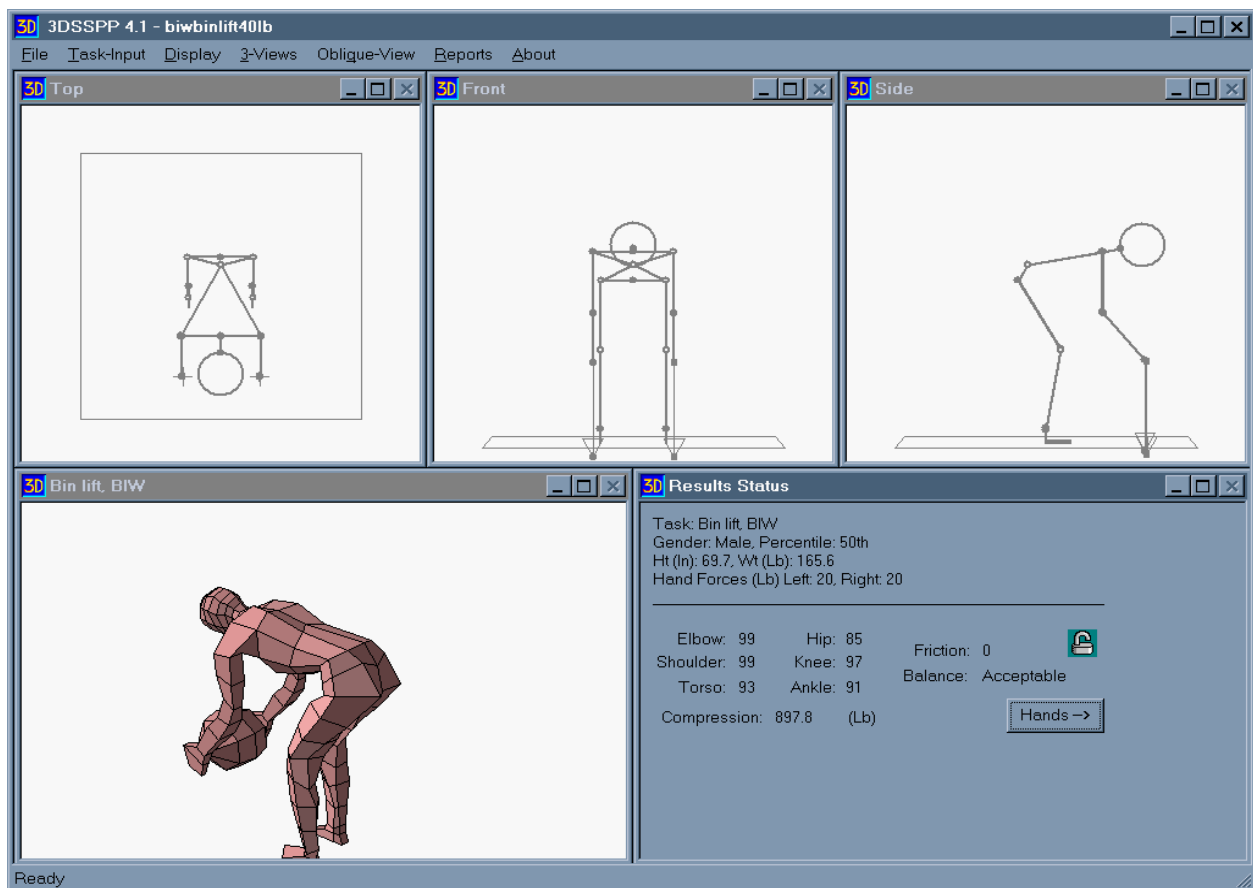 3D 3DSSPP 4.1 - biwbinlift40lb
File Task-Input Display 3-Views Oblique-View Reports About
3D Top
3D Front
3D Side
3D Bin lift, BIW
3D Results Status
Task: Bin lift, BIW
Gender: Male, Percentile: 50th
Ht (In): 69.7, Wt (Lb): 165.6
Hand Forces (Lb) Left: 20, Right: 20
Elbow: 99 Hip: 85
Shoulder: 99 Knee: 97
Torso: 93 Ankle: 91
Friction: 0
Balance: Acceptable
Compression: 897.8 (Lb)
Hands ->
Ready